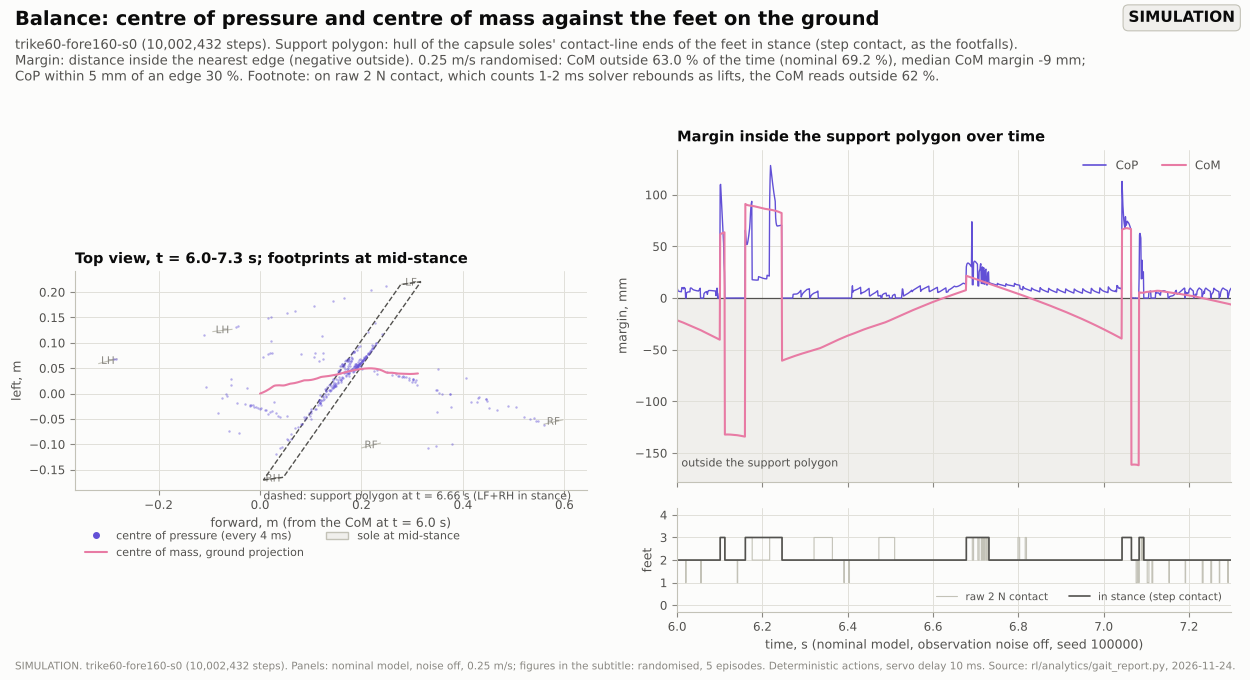 Balance: centre of pressure and centre of mass against the feet on the ground
SIMULATION
trike60-fore160-s0 (10,002,432 steps). Support polygon: hull of the capsule soles' contact-line ends of the feet in stance (step contact, as the footfalls).
Margin: distance inside the nearest edge (negative outside). 0.25 m/s randomised: CoM outside 63.0 % of the time (nominal 69.2 %), median CoM margin -9 mm;
CoP within 5 mm of an edge 30 %. Footnote: on raw 2 N contact, which counts 1-2 ms solver rebounds as lifts, the CoM reads outside 62 %.
Top view, t = 6.0-7.3 s; footprints at mid-stance
left, m
0.20
0.15
0.10
0.05
0.00
−0.05
−0.10
−0.15
LF
LH
LH
RF
RF
RH
dashed: support polygon at t = 6.66 s (LF+RH in stance)
−0.2
0.0
0.2
0.4
0.6
forward, m (from the CoM at t = 6.0 s)
centre of pressure (every 4 ms)
sole at mid-stance
centre of mass, ground projection
Margin inside the support polygon over time
CoP
CoM
margin, mm
100
50
0
−50
−100
−150
outside the support polygon
feet
4
3
2
1
0
raw 2 N contact
in stance (step contact)
6.0
6.2
6.4
6.6
6.8
7.0
7.2
time, s (nominal model, observation noise off, seed 100000)
SIMULATION. trike60-fore160-s0 (10,002,432 steps). Panels: nominal model, noise off, 0.25 m/s; figures in the subtitle: randomised, 5 episodes. Deterministic actions, servo delay 10 ms. Source: rl/analytics/gait_report.py, 2026-11-24.